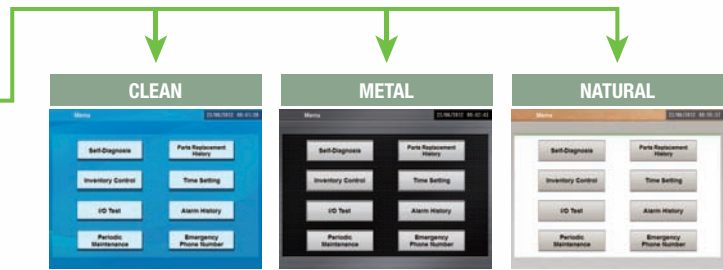 CLEAN
METAL
NATURAL
Menu
Self-Diagnosis
Parts Replacement
History
Inventory Control
Time Setting
I/O Test
Alarm History
Periodic
Maintenance
Emergency
Phone Number
Menu
Self-Diagnosis
Parts Replacement
History
Inventory Control
Time Setting
I/O Test
Alarm History
Periodic
Maintenance
Emergency
Phone Number
Menu
Self-Diagnosis
Parts Replacement
History
Inventory Control
Time Setting
I/O Test
Alarm History
Periodic
Maintenance
Emergency
Phone Number